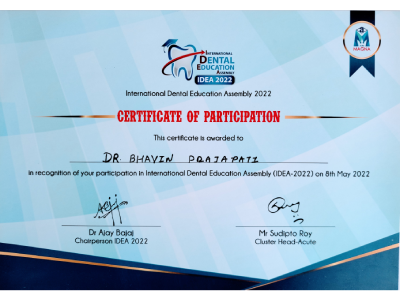 INTERNATIONAL
DENTAL
EDUCATION
ASSEMBLY
IDEA 2022
MAGNA
International Dental Education Assembly 2022
CERTIFICATE OF PARTICIPATION
This certificate is awarded to
DR. BHAVIN PRAJAPATI
in recognition of your participation in International Dental Education Assembly (IDEA-2022) on 8th May 2022
Dr Ajay Bajaj
Chairperson IDEA 2022
Mr Sudipto Roy
Cluster Head-Acute